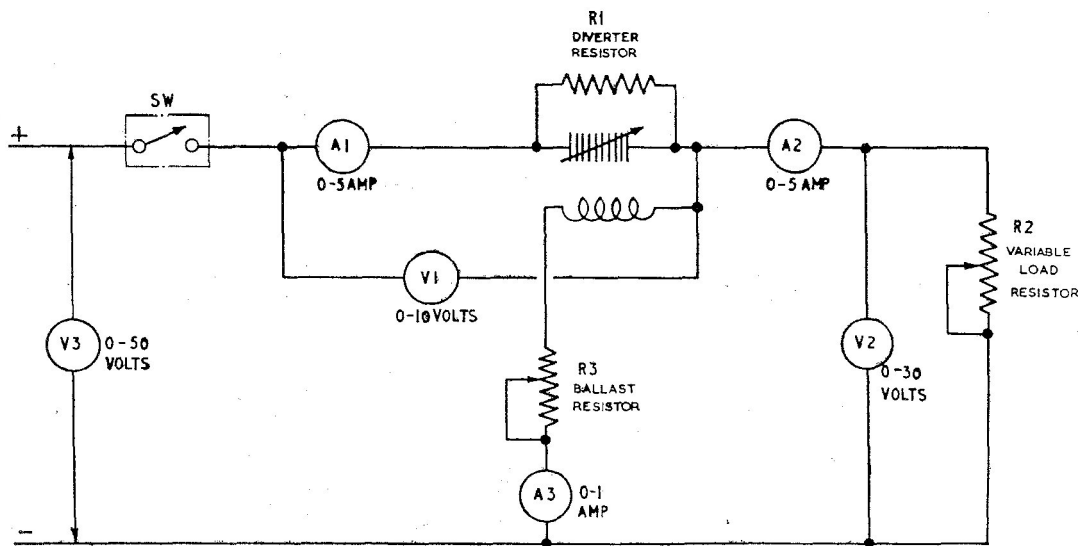 R1
DIVERTER
RESISTOR
SW
+
A1
0-5 AMP
A2
0-5 AMP
R2
VARIABLE
LOAD
RESISTOR
V1
0-10 VOLTS
V3
0-50
VOLTS
R3
BALLAST
RESISTOR
V2
0-30
VOLTS
A3
0-1
AMP
-